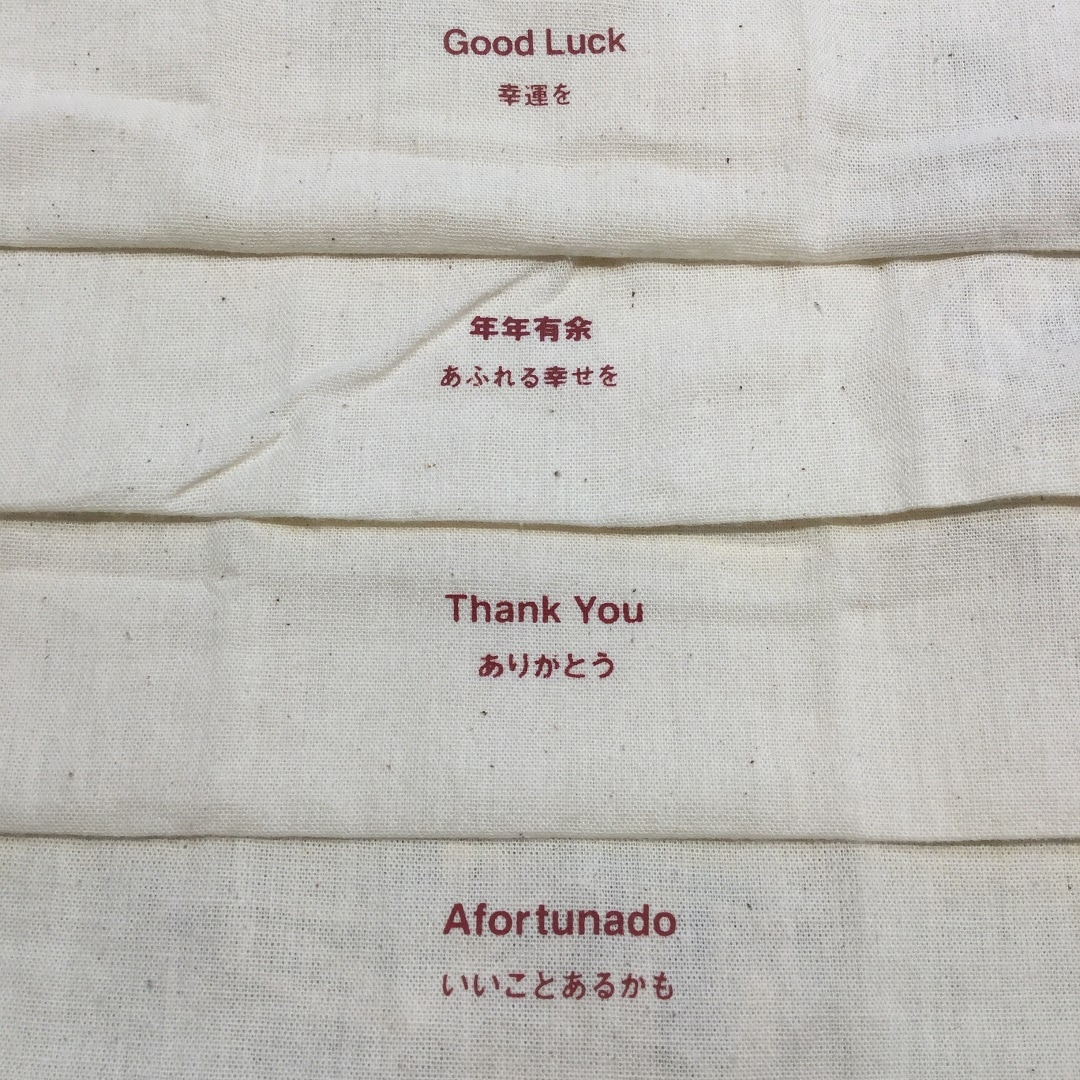 Good Luck
幸運を
年年有余
あふれる幸せを
Thank You
ありがとう
Afortunado
いいことあるかも